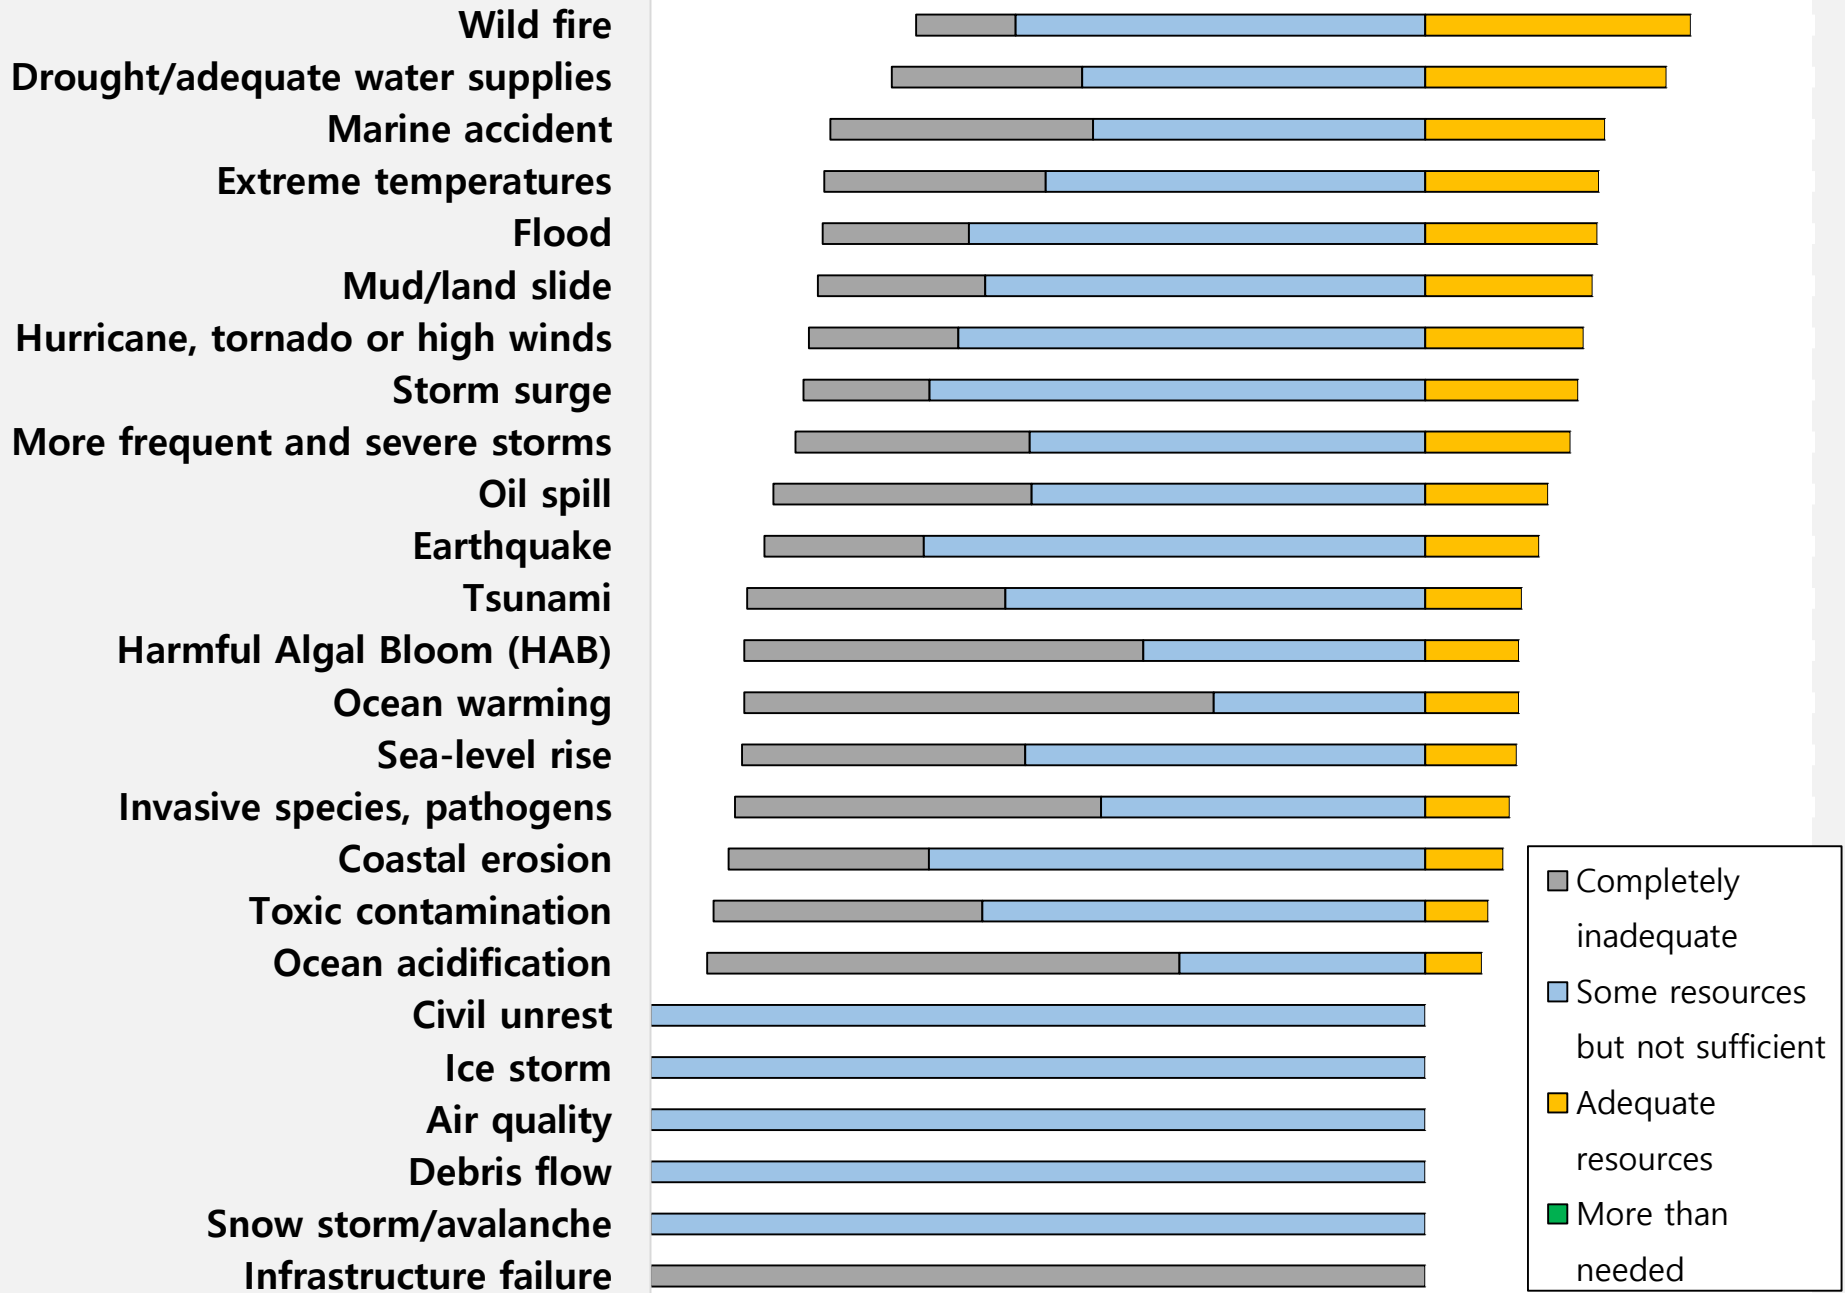 Wild fire
Drought/adequate water supplies
Marine accident
Extreme temperatures
Flood
Mud/land slide
Hurricane, tornado or high winds
Storm surge
More frequent and severe storms
Oil spill
Earthquake
Tsunami
Harmful Algal Bloom (HAB)
Ocean warming
Sea-level rise
Invasive species, pathogens
Coastal erosion
Toxic contamination
Ocean acidification
Civil unrest
Ice storm
Air quality
Debris flow
Snow storm/avalanche
Infrastructure failure
Completely
inadequate
Some resources
but not sufficient
Adequate
resources
More than
needed